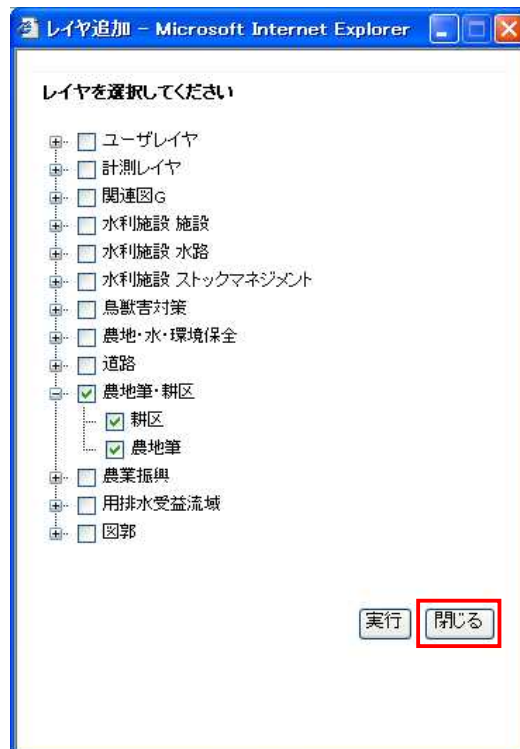 レイヤ追加 - Microsoft Internet Explorer
レイヤを選択してください
ユーザレイヤ
計測レイヤ
関連図G
水利施設 施設
水利施設 水路
水利施設 ストックマネジメント
鳥獣害対策
農地・水・環境保全
道路
農地筆・耕区
耕区
農地筆
農業振興
用排水受益流域
図郭
実行 閉じる